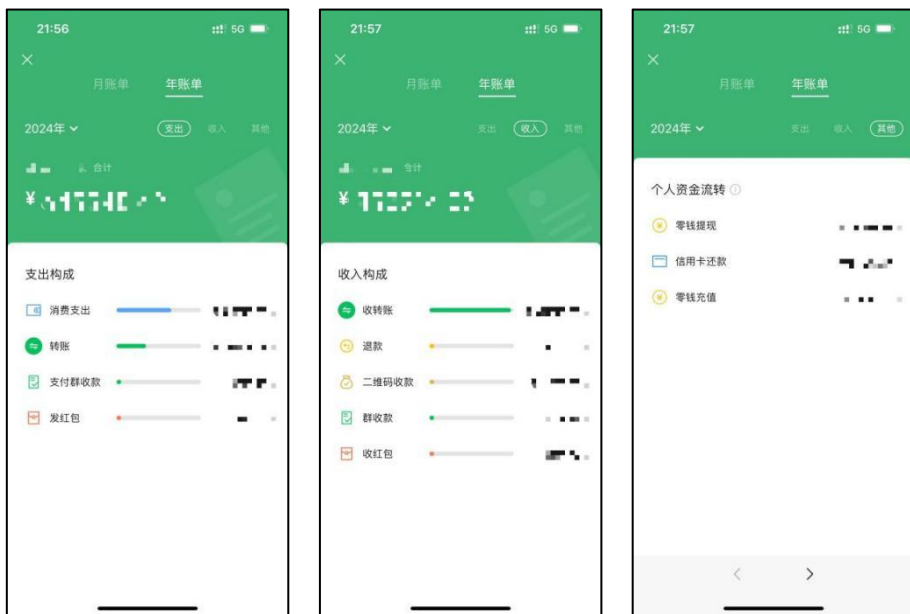 21:56
5G
月账单 年账单
2024年 支出 收入 其他
合计
¥
支出构成
消费支出
转账
支付群收款
发红包
21:57
5G
月账单 年账单
2024年 支出 收入 其他
合计
¥
收入构成
收转账
退款
二维码收款
群收款
收红包
21:57
5G
月账单 年账单
2024年 支出 收入 其他
个人资金流转
零钱提现
信用卡还款
零钱充值